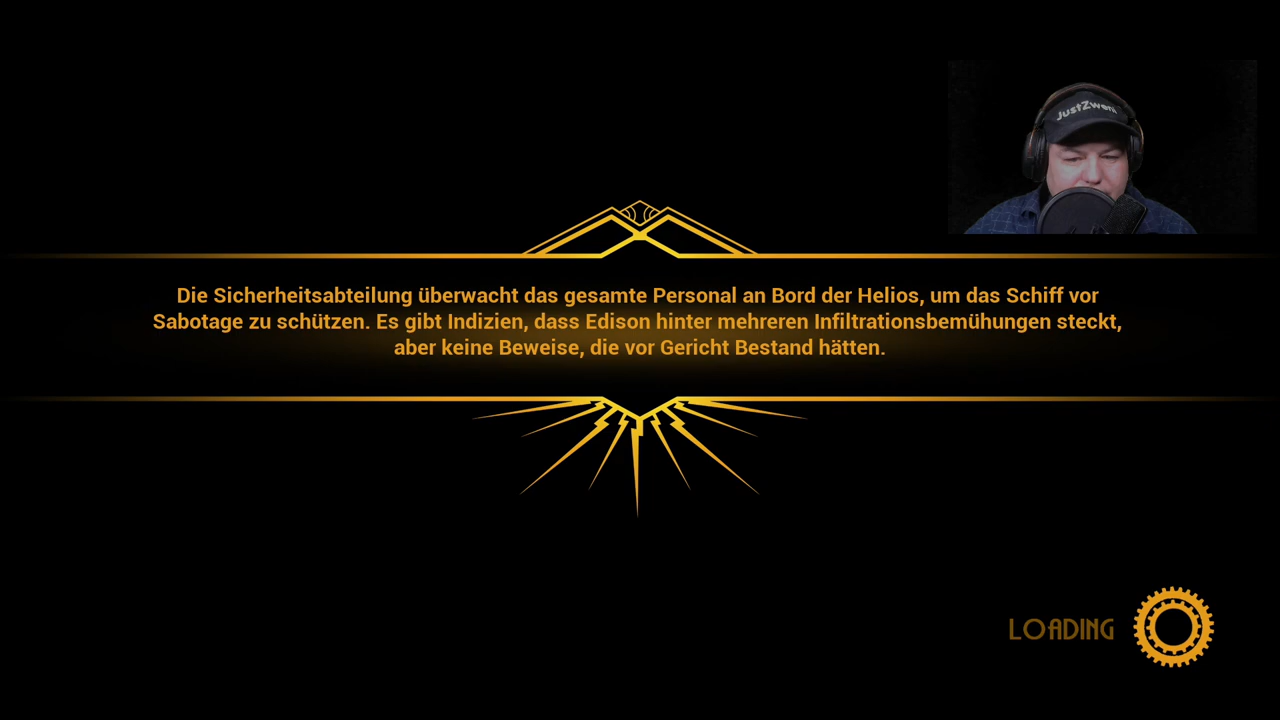 JustZwerk
Die Sicherheitsabteilung überwacht das gesamte Personal an Bord der Helios, um das Schiff vor
Sabotage zu schützen. Es gibt Indizien, dass Edison hinter mehreren Infiltrationsbemühungen steckt,
aber keine Beweise, die vor Gericht Bestand hätten.
LOADING